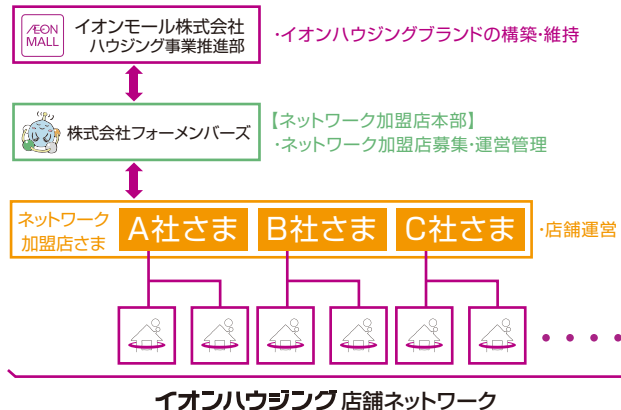 ÆON
MALL
イオンモール株式会社
ハウジング事業推進部
・イオンハウジングブランドの構築・維持
株式会社フォーメンバーズ
【ネットワーク加盟店本部】
・ネットワーク加盟店募集・運営管理
ネットワーク
加盟店さま
A社さま B社さま C社さま
・店舗運営
イオンハウジング 店舗ネットワーク